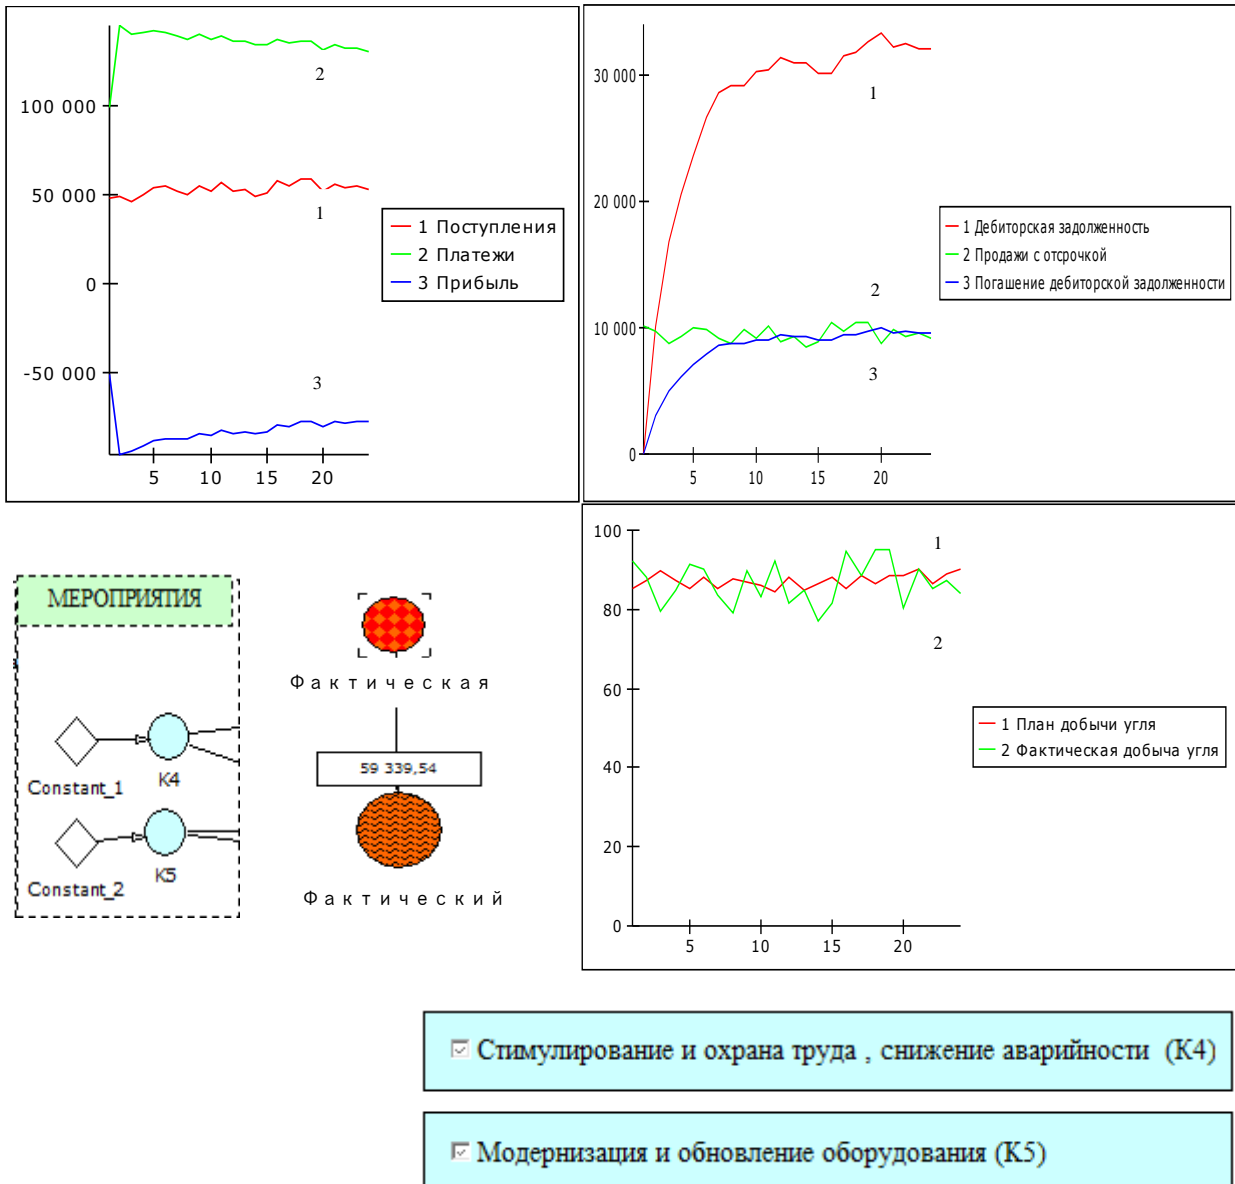 2
100 000
50 000
1
0
-50 000
3
5 10 15 20
1 Поступления
2 Платежи
3 Прибыль
30 000
1
20 000
2
10 000
3
0
5 10 15 20
1 Дебиторская задолженность
2 Продажи с отсрочкой
3 Погашение дебиторской задолженности
МЕРОПРИЯТИЯ
Constant_1
K4
Constant_2
K5
Фактическая
59 339,54
Фактический
100
1
80
2
60
40
20
0
5 10 15 20
1 План добычи угля
2 Фактическая добыча угля
Стимулирование и охрана труда , снижение аварийности (К4)
Модернизация и обновление оборудования (К5)